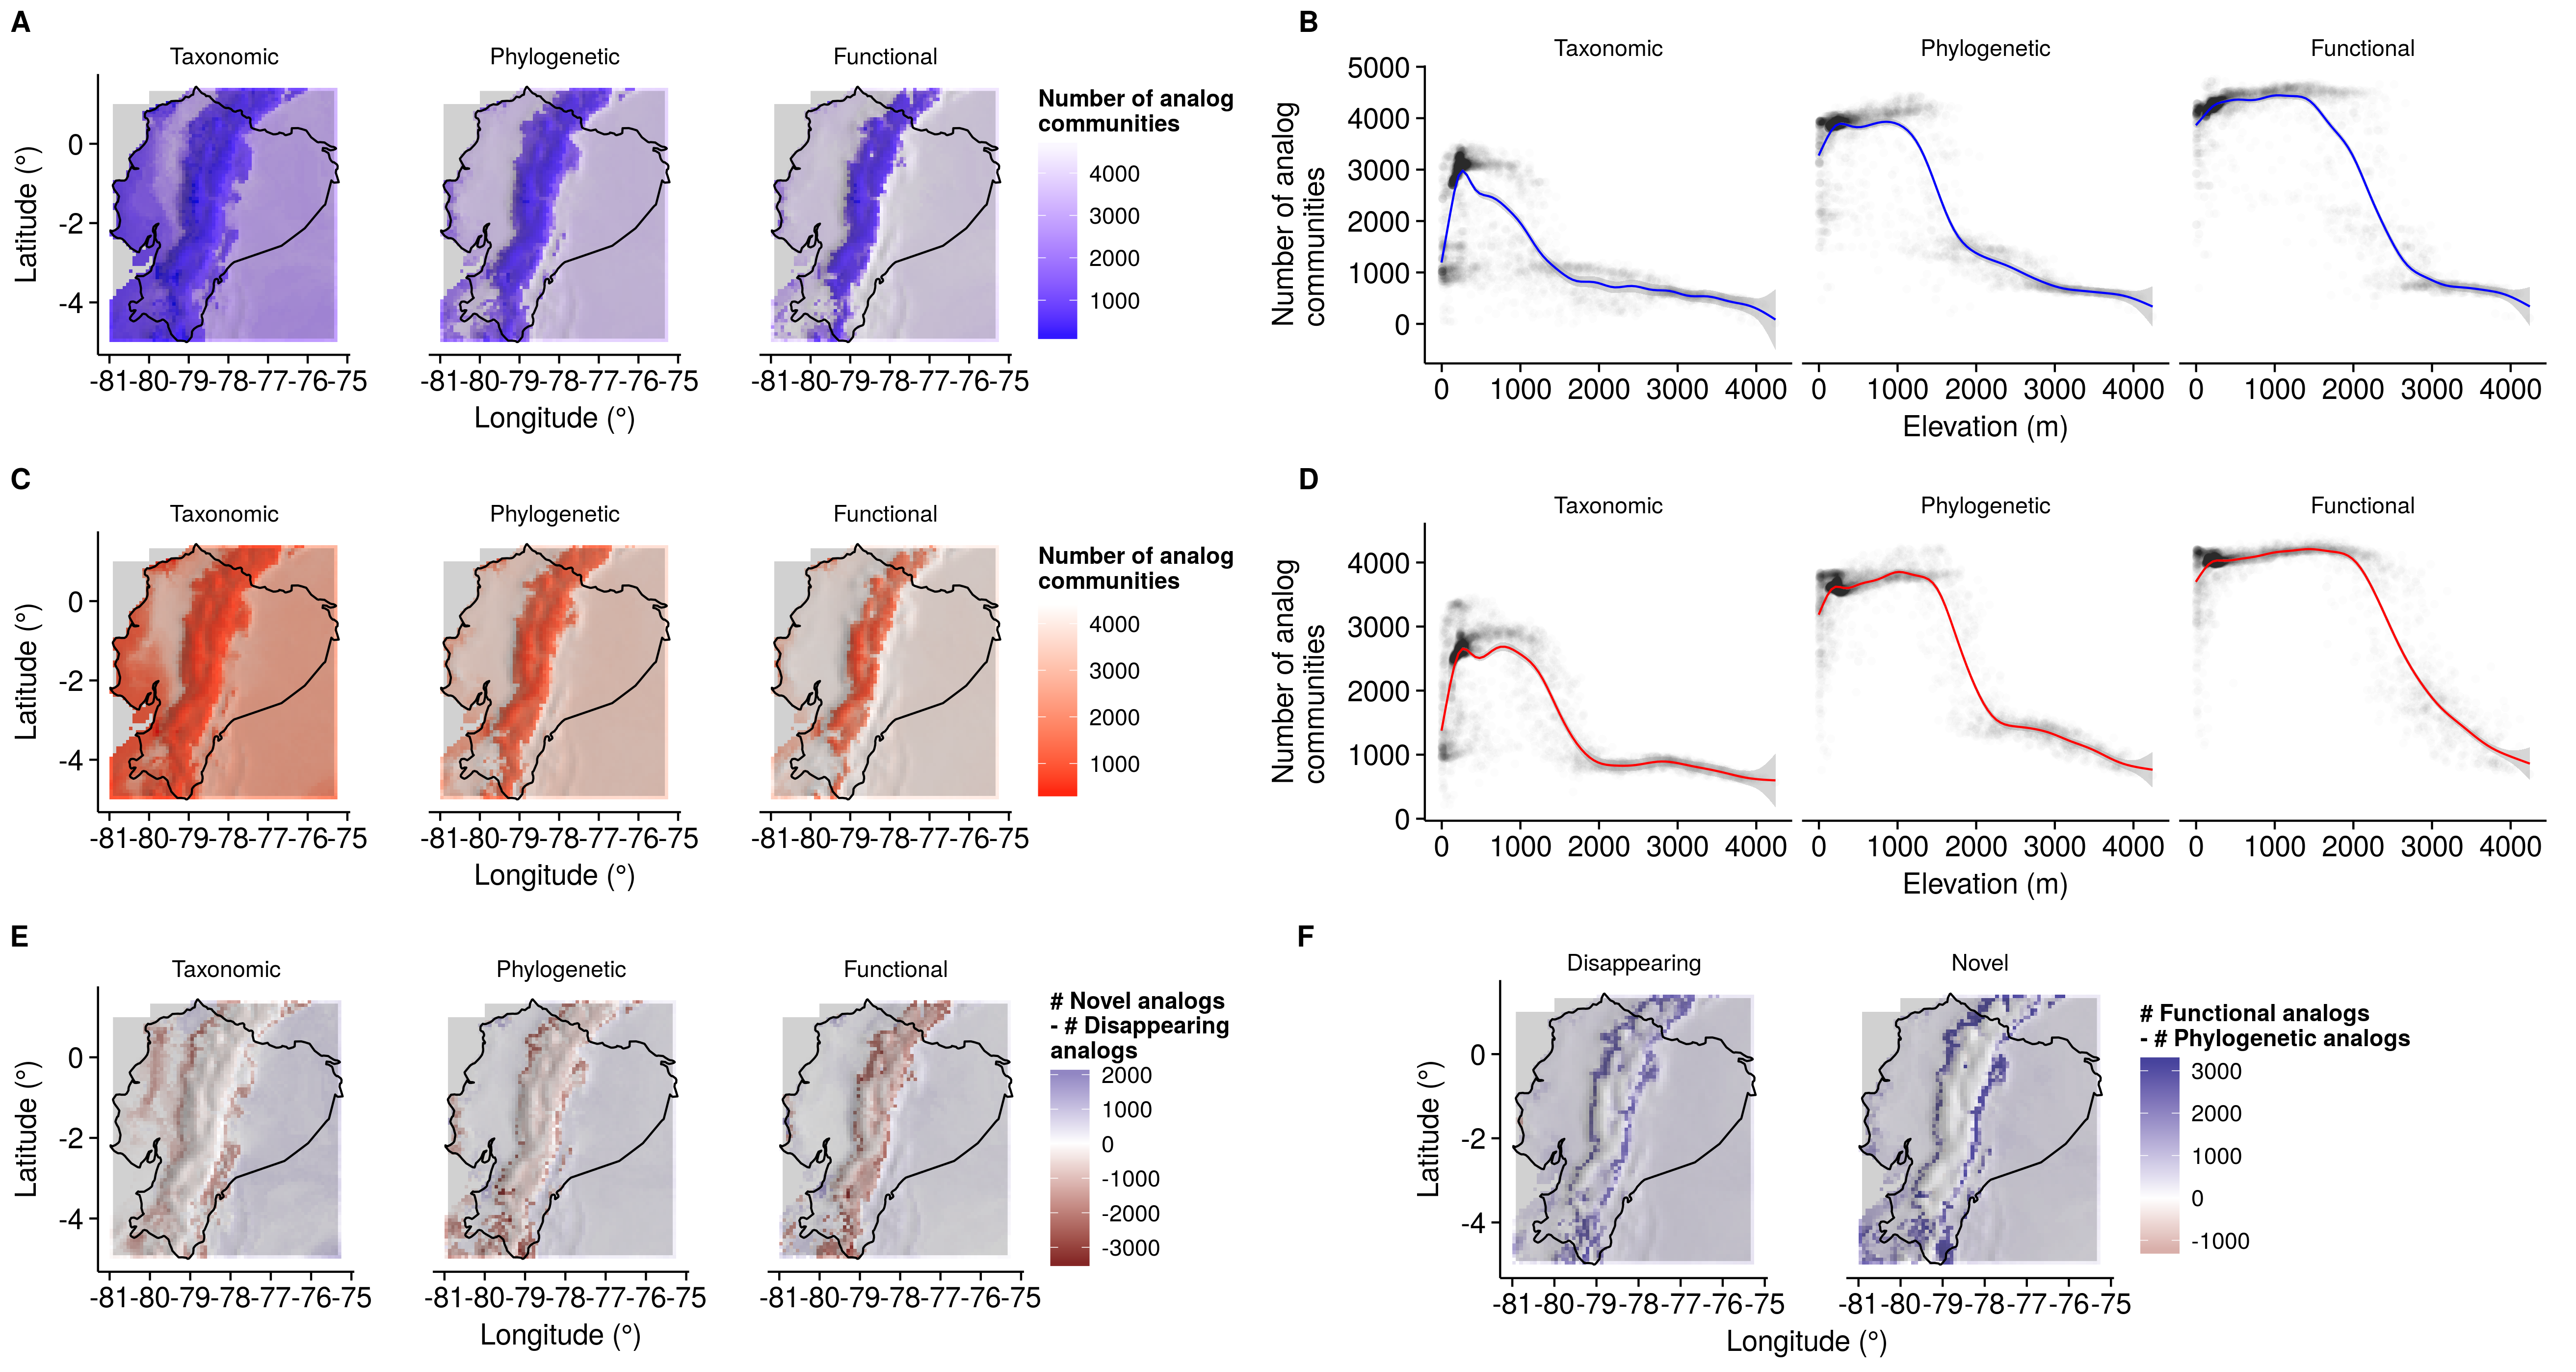 A
Taxonomic Phylogenetic Functional
Number of analog
communities
4000
3000
2000
1000
0
-2
-4
Latitude (°)
-81-80-79-78-77-76-75 -81-80-79-78-77-76-75 -81-80-79-78-77-76-75
Longitude (°)
B
Taxonomic Phylogenetic Functional
Number of analog
communities
5000
4000
3000
2000
1000
0
0 1000 2000 3000 4000 0 1000 2000 3000 4000 0 1000 2000 3000 4000
Elevation (m)
C
Taxonomic Phylogenetic Functional
Number of analog
communities
4000
3000
2000
1000
0
-2
-4
Latitude (°)
-81-80-79-78-77-76-75 -81-80-79-78-77-76-75 -81-80-79-78-77-76-75
Longitude (°)
D
Taxonomic Phylogenetic Functional
Number of analog
communities
4000
3000
2000
1000
0
0 1000 2000 3000 4000 0 1000 2000 3000 4000 0 1000 2000 3000 4000
Elevation (m)
E
Taxonomic Phylogenetic Functional
# Novel analogs
- # Disappearing
analogs
2000
1000
0
-1000
-2000
-3000
0
-2
-4
Latitude (°)
-81-80-79-78-77-76-75 -81-80-79-78-77-76-75 -81-80-79-78-77-76-75
Longitude (°)
F
Disappearing Novel
# Functional analogs
- # Phylogenetic analogs
3000
2000
1000
0
-1000
0
-2
-4
Latitude (°)
-81-80-79-78-77-76-75 -81-80-79-78-77-76-75
Longitude (°)